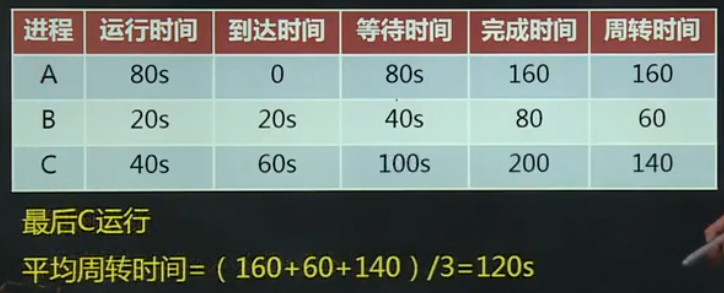 进程 运行时间 到达时间 等待时间 完成时间 周转时间
A 80s 0 80s 160 160
B 20s 20s 40s 80 60
C 40s 60s 100s 200 140
最后C运行
平均周转时间=（160+60+140）/3=120s